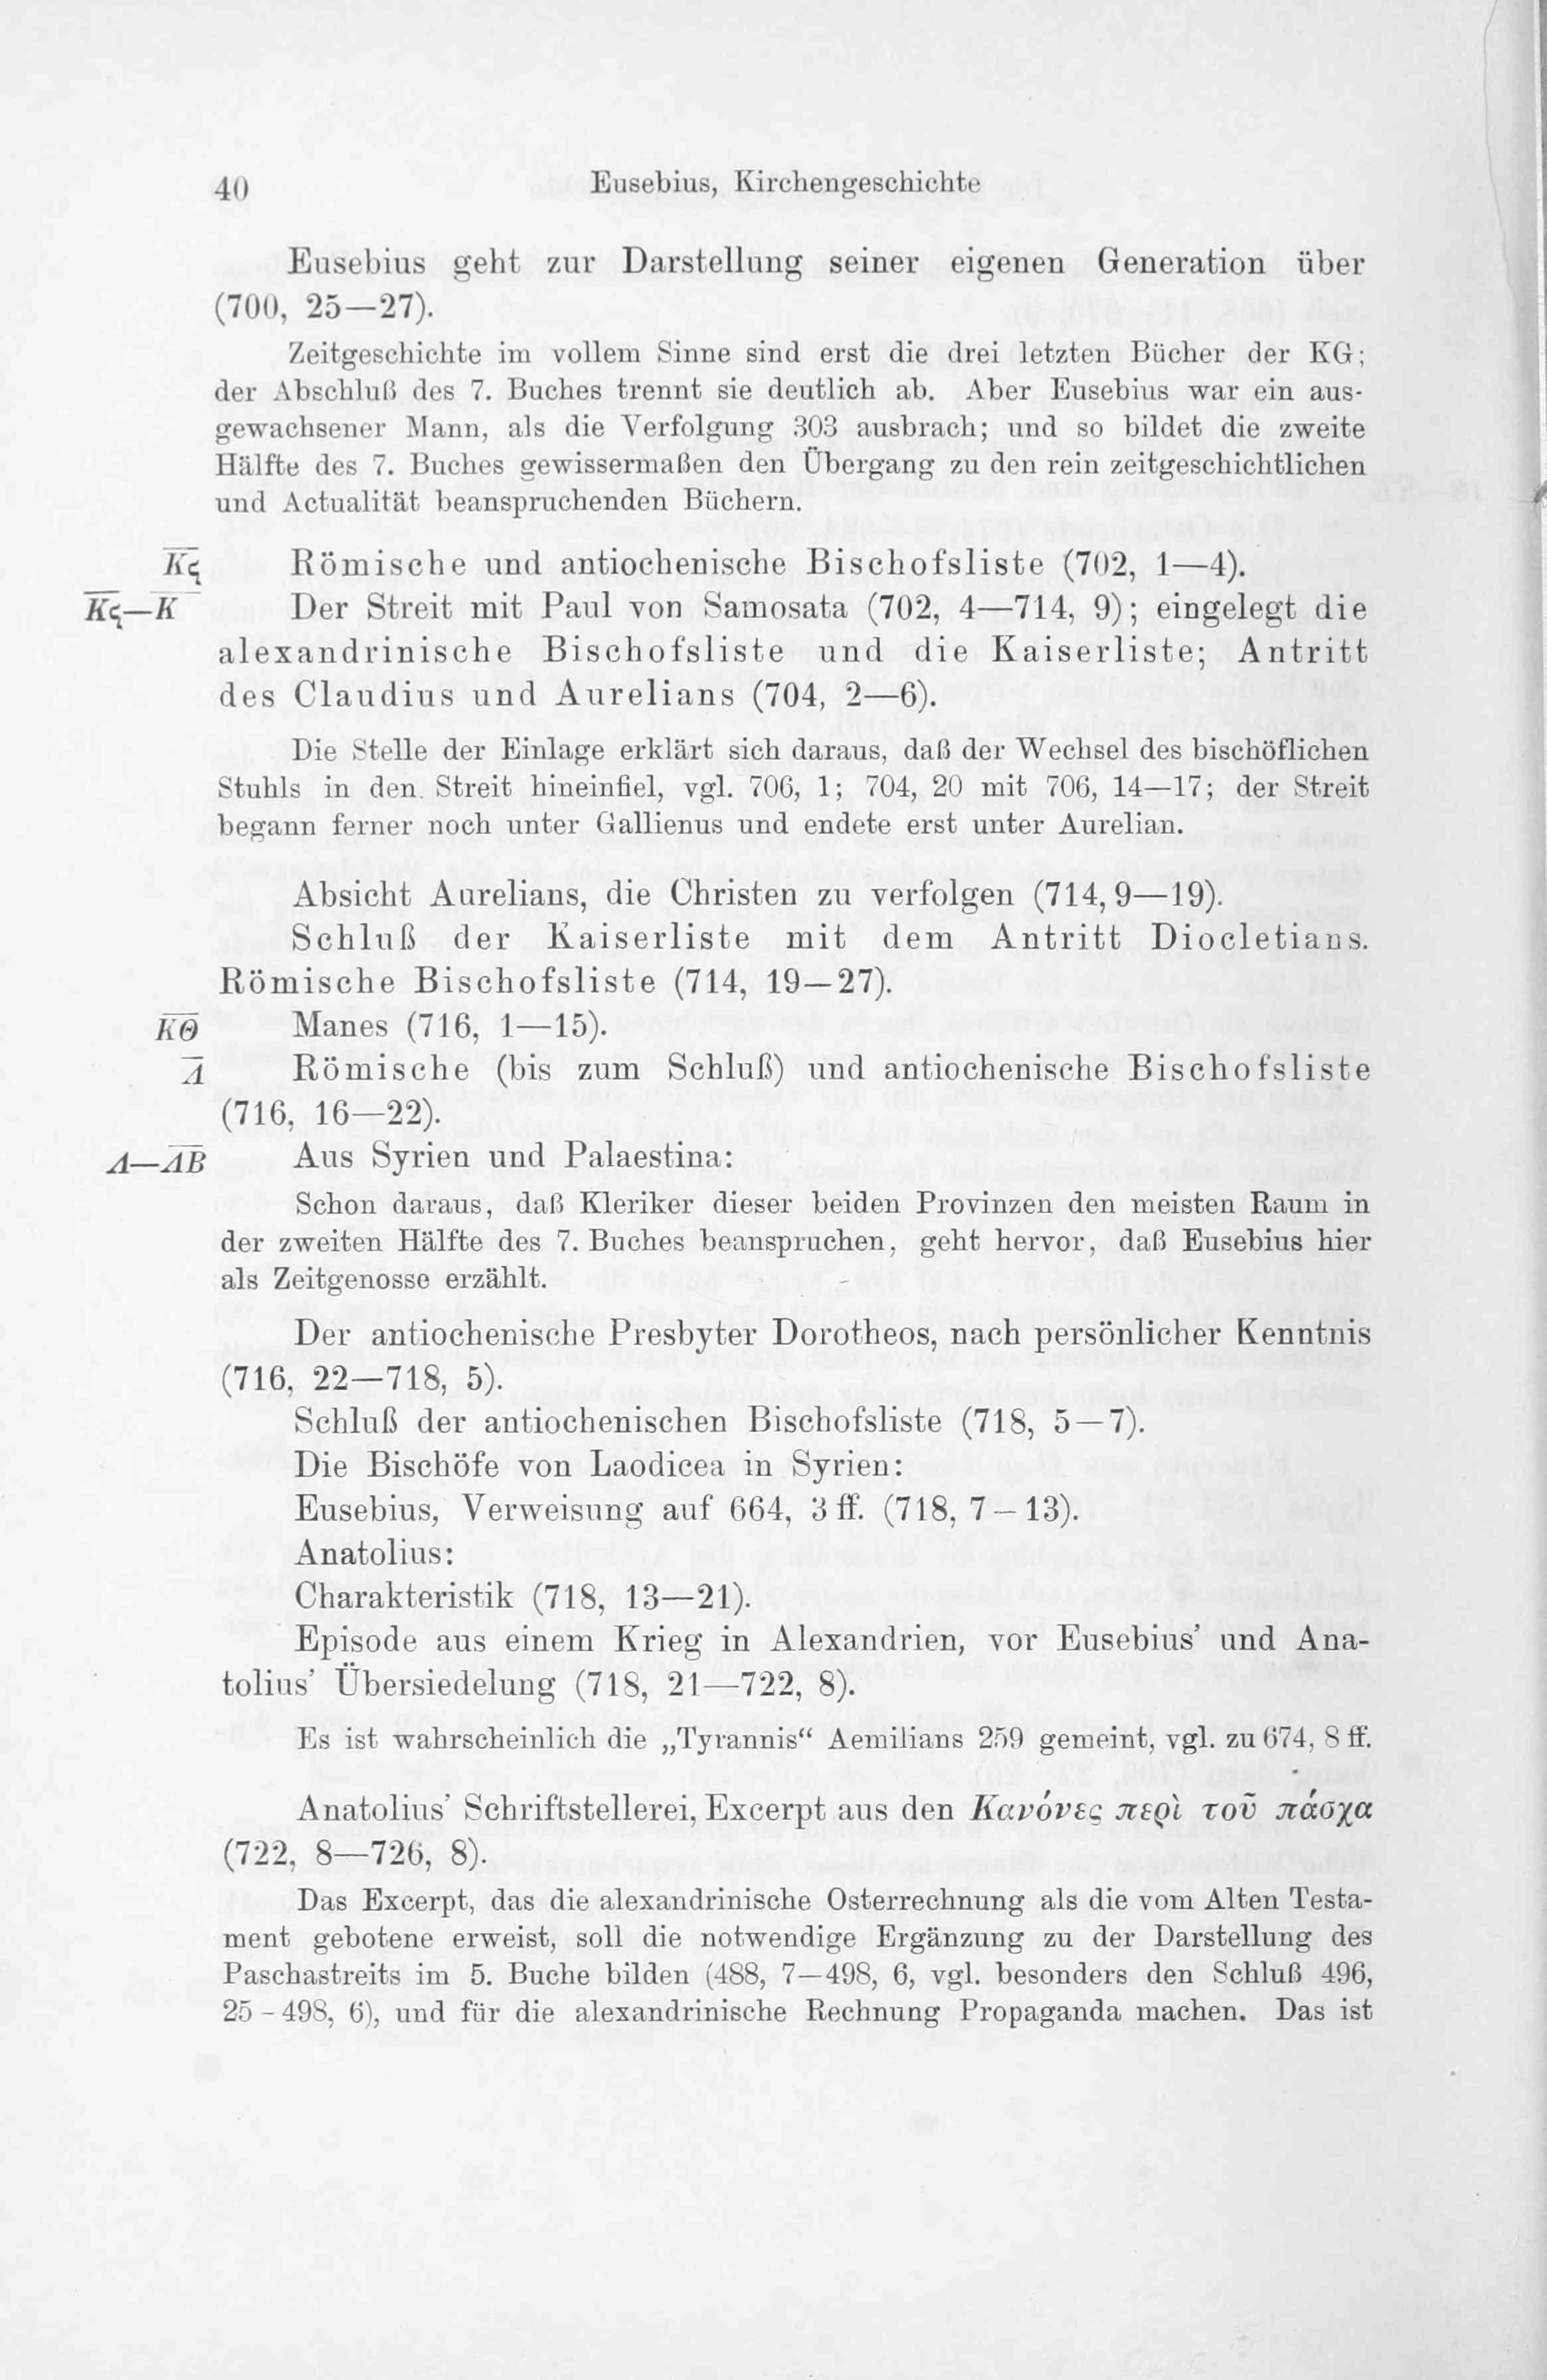 40 Eusebius, Kirchengeschichte
Eusebius geht zur Darstellung seiner eigenen Generation über
(700, 25—27).
Zeitgeschichte im vollem Sinne sind erst die drei letzten Bücher der KG;
der Abschluß des 7. Buches trennt sie deutlich ab. Aber Eusebius war ein aus-
gewachsener Mann, als die Verfolgung 303 ausbrach; und so bildet die zweite
Hälfte des 7. Buches gewissermaßen den Übergang zu den rein zeitgeschichtlichen
und Actualität beanspruchenden Büchern.
K̅ς̅ Römische und antiochenische Bischofsliste (702, 1—4).
K̅ς̅—K̅ Der Streit mit Paul von Samosata (702, 4—714, 9); eingelegt die
alexandrinische Bischofsliste und die Kaiserliste; Antritt
des Claudius und Aurelians (704, 2—6).
Die Stelle der Einlage erklärt sich daraus, daß der Wechsel des bischöflichen
Stuhls in den Streit hineinfiel, vgl. 706, 1; 704, 20 mit 706, 14—17; der Streit
begann ferner noch unter Gallienus und endete erst unter Aurelian.
Absicht Aurelians, die Christen zu verfolgen (714, 9—19).
Schluß der Kaiserliste mit dem Antritt Diocletians.
Römische Bischofsliste (714, 19—27).
K̅Θ̅ Manes (716, 1—15).
Λ̅ Römische (bis zum Schluß) und antiochenische Bischofsliste
(716, 16—22).
Λ—Λ̅B̅ Aus Syrien und Palaestina:
Schon daraus, daß Kleriker dieser beiden Provinzen den meisten Raum in
der zweiten Hälfte des 7. Buches beanspruchen, geht hervor, daß Eusebius hier
als Zeitgenosse erzählt.
Der antiochenische Presbyter Dorotheos, nach persönlicher Kenntnis
(716, 22—718, 5).
Schluß der antiochenischen Bischofsliste (718, 5—7).
Die Bischöfe von Laodicea in Syrien:
Eusebius, Verweisung auf 664, 3 ff. (718, 7—13).
Anatolius:
Charakteristik (718, 13—21).
Episode aus einem Krieg in Alexandrien, vor Eusebius’ und Ana-
tolius’ Übersiedelung (718, 21—722, 8).
Es ist wahrscheinlich die „Tyrannis“ Aemilians 259 gemeint, vgl. zu 674, 8 ff.
Anatolius’ Schriftstellerei, Excerpt aus den Κανόνες περὶ τοῦ πάσχα
(722, 8—726, 8).
Das Excerpt, das die alexandrinische Osterrechnung als die vom Alten Testa-
ment gebotene erweist, soll die notwendige Ergänzung zu der Darstellung des
Paschastreits im 5. Buche bilden (488, 7—498, 6, vgl. besonders den Schluß 496,
25—498, 6), und für die alexandrinische Rechnung Propaganda machen. Das ist